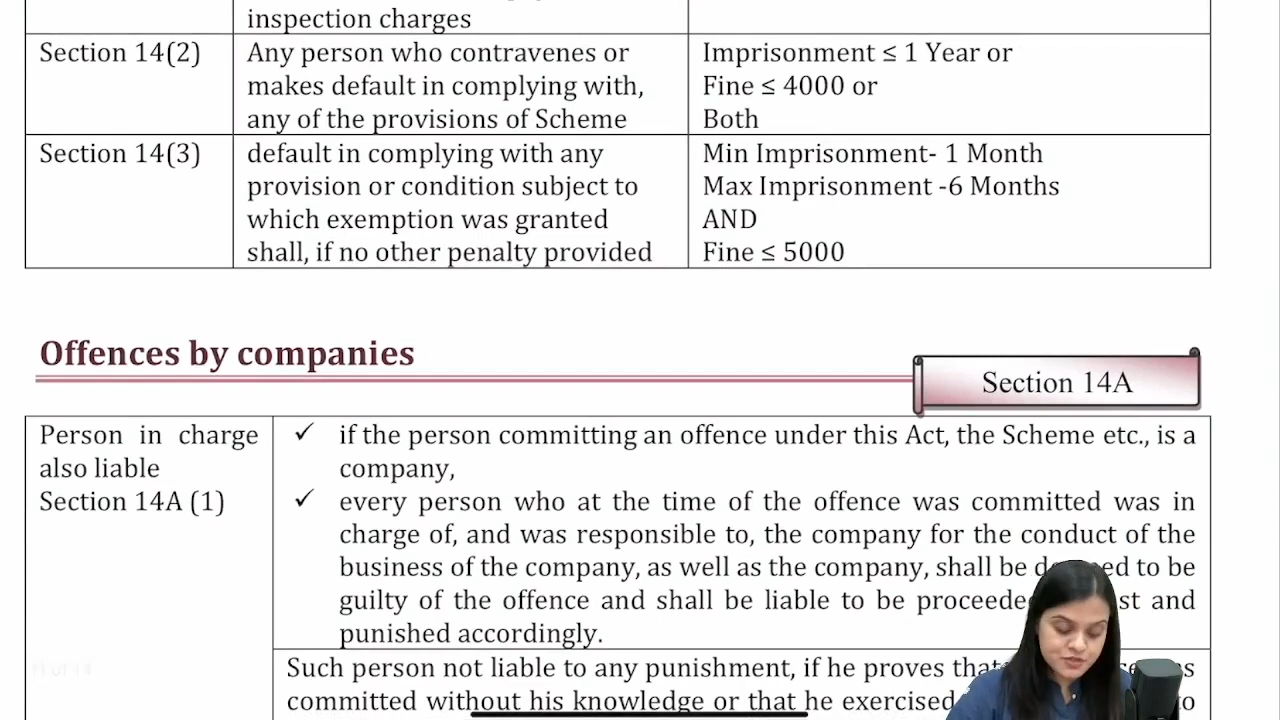 inspection charges
Section 14(2)
Any person who contravenes or
makes default in complying with,
any of the provisions of Scheme
Imprisonment ≤ 1 Year or
Fine ≤ 4000 or
Both
Section 14(3)
default in complying with any
provision or condition subject to
which exemption was granted
shall, if no other penalty provided
Min Imprisonment- 1 Month
Max Imprisonment -6 Months
AND
Fine ≤ 5000
Offences by companies
Section 14A
Person in charge
also liable
Section 14A (1)
✓ if the person committing an offence under this Act, the Scheme etc., is a
company,
✓ every person who at the time of the offence was committed was in
charge of, and was responsible to, the company for the conduct of the
business of the company, as well as the company, shall be to be
guilty of the offence and shall be liable to be and
punished accordingly.
Such person not liable to any punishment, if he proves
committed without his knowledge or that he exercised
11 of 14